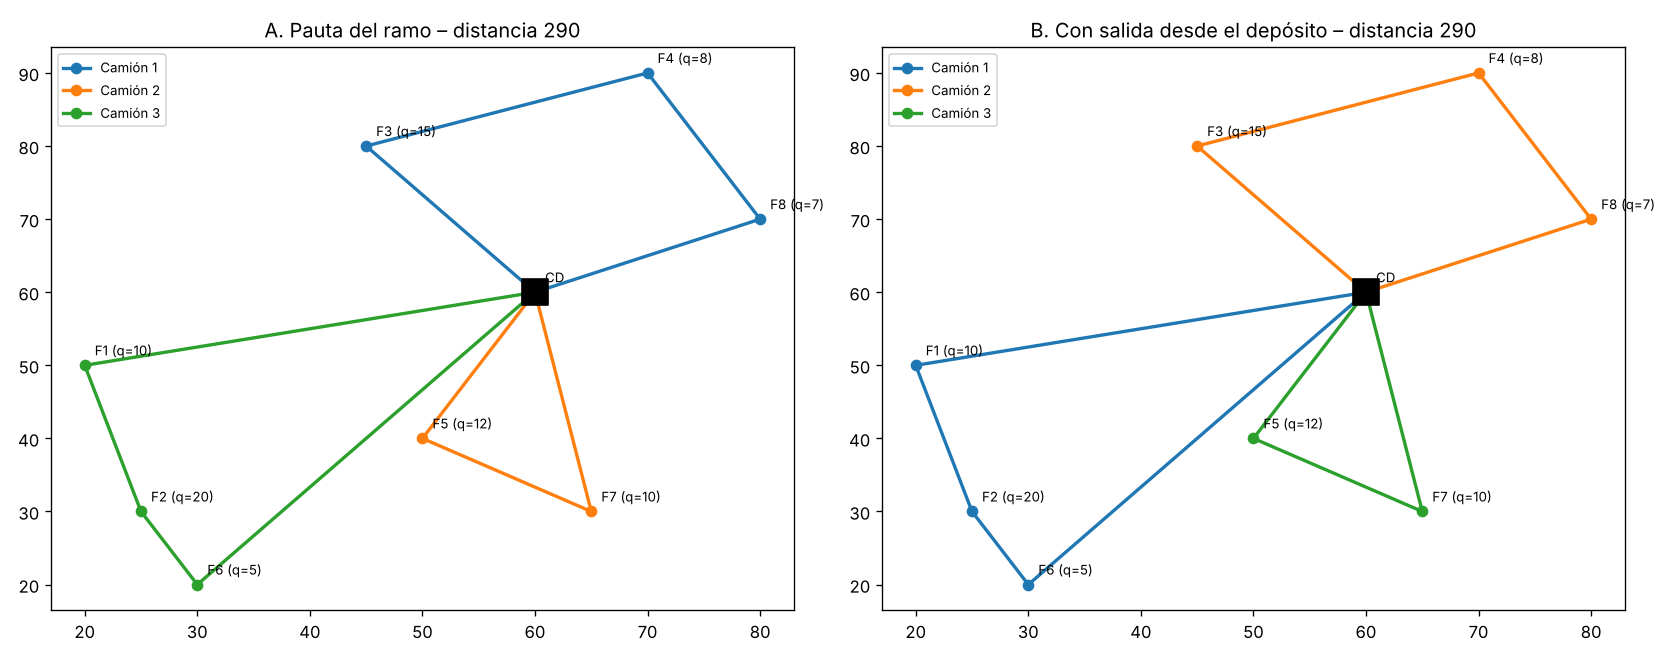 A. Pauta del ramo – distancia 290
Camión 1
Camión 2
Camión 3
F4 (q=8)
F3 (q=15)
F8 (q=7)
CD
F1 (q=10)
F5 (q=12)
F2 (q=20)
F7 (q=10)
F6 (q=5)
90
80
70
60
50
40
30
20
20 30 40 50 60 70 80
B. Con salida desde el depósito – distancia 290
Camión 1
Camión 2
Camión 3
F4 (q=8)
F3 (q=15)
F8 (q=7)
CD
F1 (q=10)
F5 (q=12)
F2 (q=20)
F7 (q=10)
F6 (q=5)
90
80
70
60
50
40
30
20
20 30 40 50 60 70 80